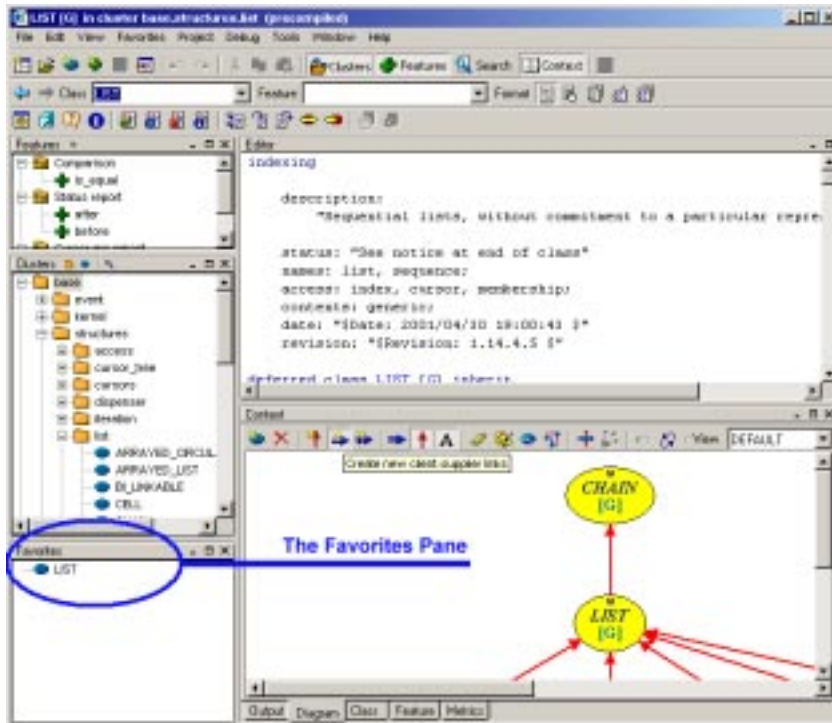 LIST [G] in cluster base.structures.list (precompiled)
File Edit View Favorites Project Debug Tools Window Help
Clusters Features Search Context
Class LIST Feature Format
Features
Editor
Comparison
is_equal
Status report
after
before
indexing
description:
"Sequential lists, without commitment to a particular repre
status: "See notice at end of class"
names: list, sequence;
access: index, cursor, membership;
contents: generic;
date: "$Date: 2001/04/30 18:00:43 $"
revision: "$Revision: 1.14.4.5 $"
deferred class LIST [G] inherit
Clusters
base
event
kernel
structures
access
cursor_tree
cursors
dispenser
iteration
list
ARRAYED_CIRCUL
ARRAYED_LIST
BI_LINKABLE
CELL
Context
View DEFAULT
Create new client-supplier links
CHAIN
[G]
LIST
[G]
The Favorites Pane
Favorites
LIST
Output Diagram Class Feature Metrics